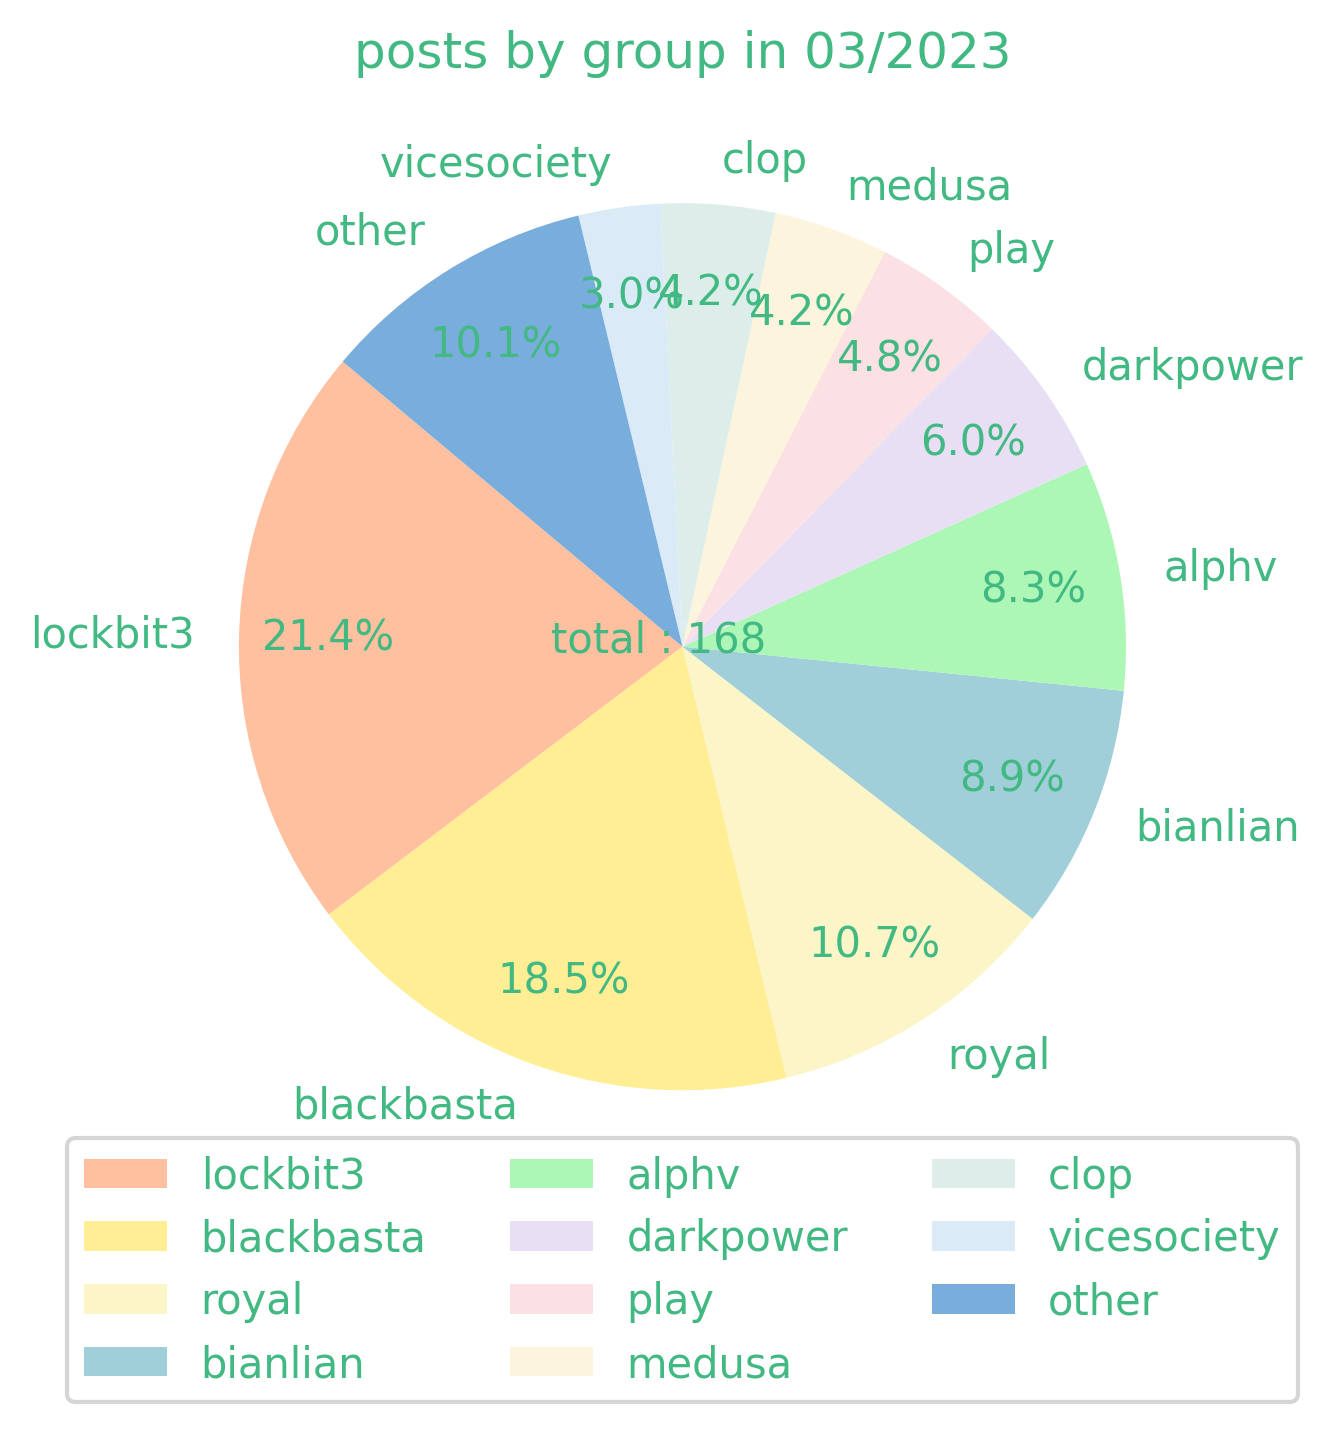 posts by group in 03/2023
clop
vicesociety
medusa
other
play
3.0%
4.2%
4.2%
10.1%
4.8%
darkpower
6.0%
alphv
8.3%
lockbit3
21.4%
total : 168
8.9%
bianlian
10.7%
18.5%
royal
blackbasta
lockbit3
blackbasta
royal
bianlian
alphv
darkpower
play
medusa
clop
vicesociety
other